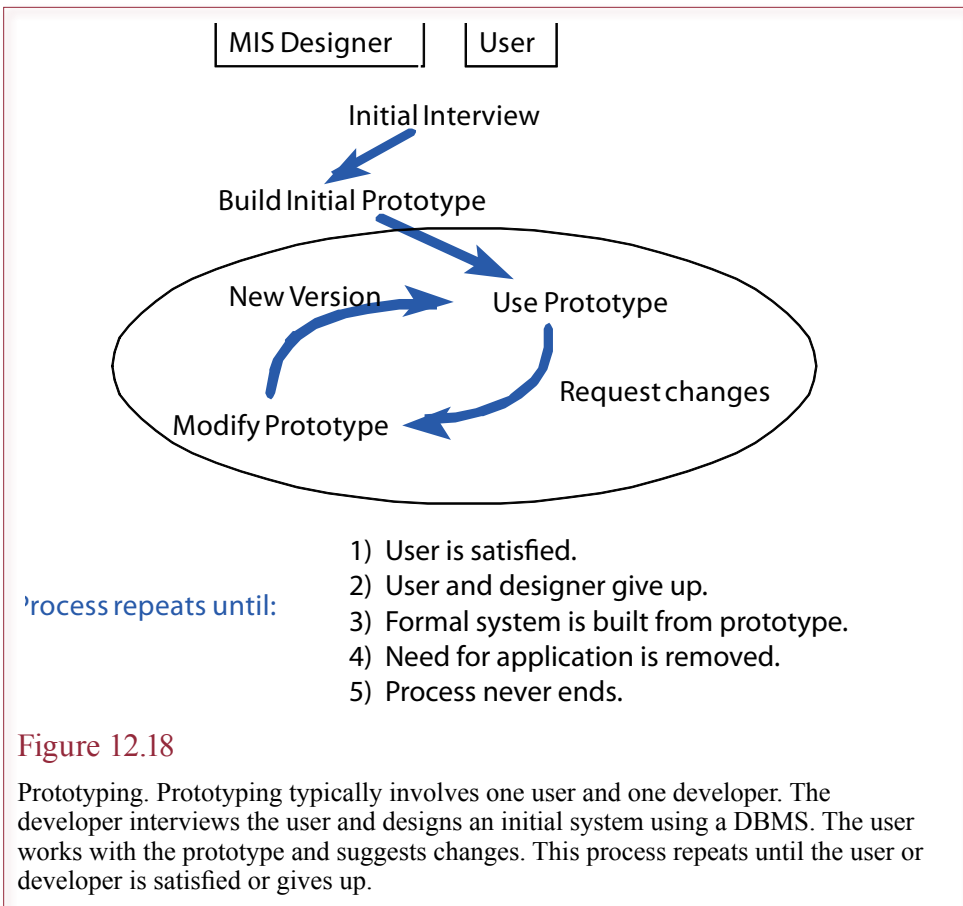 MIS Designer User
Initial Interview
Build Initial Prototype
New Version
Use Prototype
Request changes
Modify Prototype
1) User is satisfied.
2) User and designer give up.
Process repeats until:
3) Formal system is built from prototype.
4) Need for application is removed.
5) Process never ends.
Figure 12.18
Prototyping. Prototyping typically involves one user and one developer. The
developer interviews the user and designs an initial system using a DBMS. The user
works with the prototype and suggests changes. This process repeats until the user or
developer is satisfied or gives up.